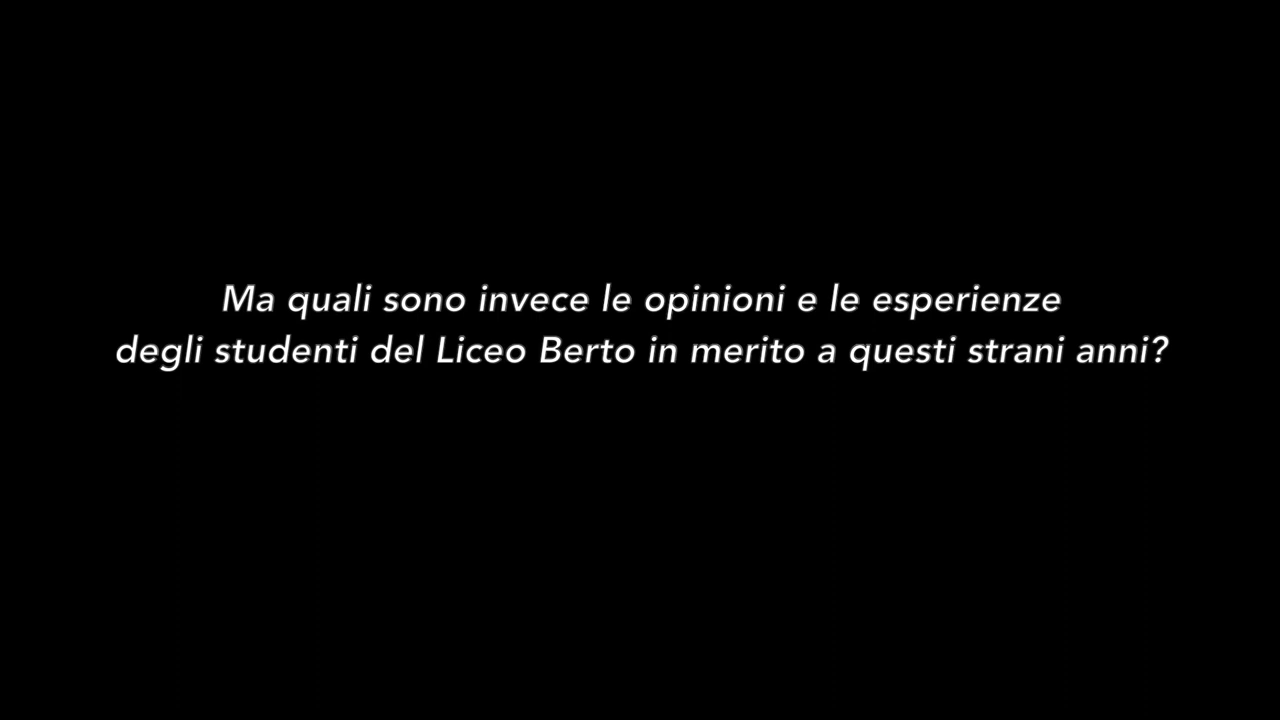 Ma quali sono invece le opinioni e le esperienze
degli studenti del Liceo Berto in merito a questi strani anni?